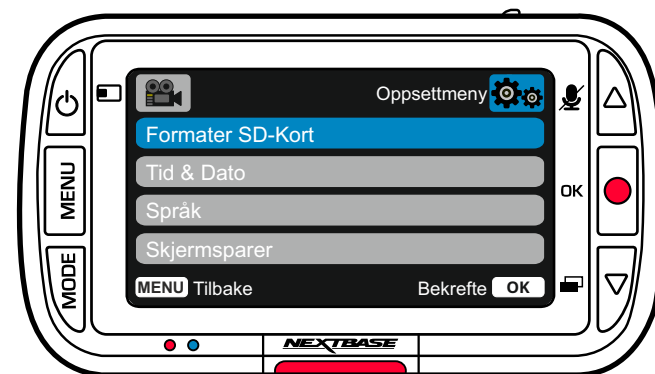 Oppsettmeny
Formater SD-Kort
Tid & Dato
Språk
Skjermsparer
MENU Tilbake Bekrefte OK
MENU
MODE
OK
NEXTBASE